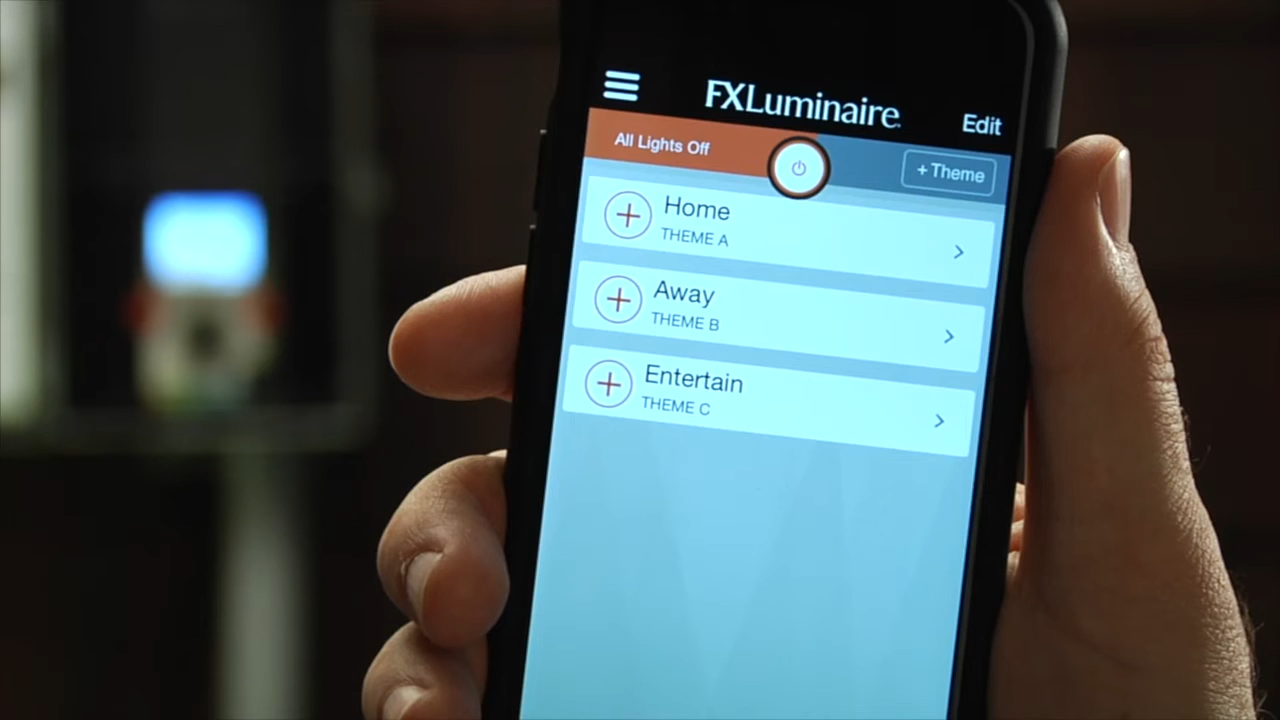 FXLuminaire.
Edit
All Lights Off
+ Theme
Home
THEME A
Away
THEME B
Entertain
THEME C